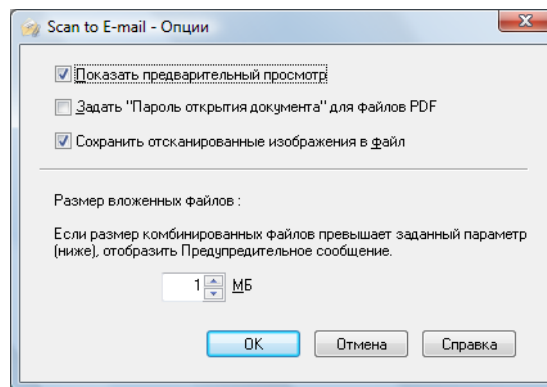 Scan to E-mail - Опции
Показать предварительный просмотр
Задать "Пароль открытия документа" для файлов PDF
Сохранить отсканированные изображения в файл
Размер вложенных файлов :
Если размер комбинированных файлов превышает заданный параметр
(ниже), отобразить Предупредительное сообщение.
1 МБ
OK Отмена Справка